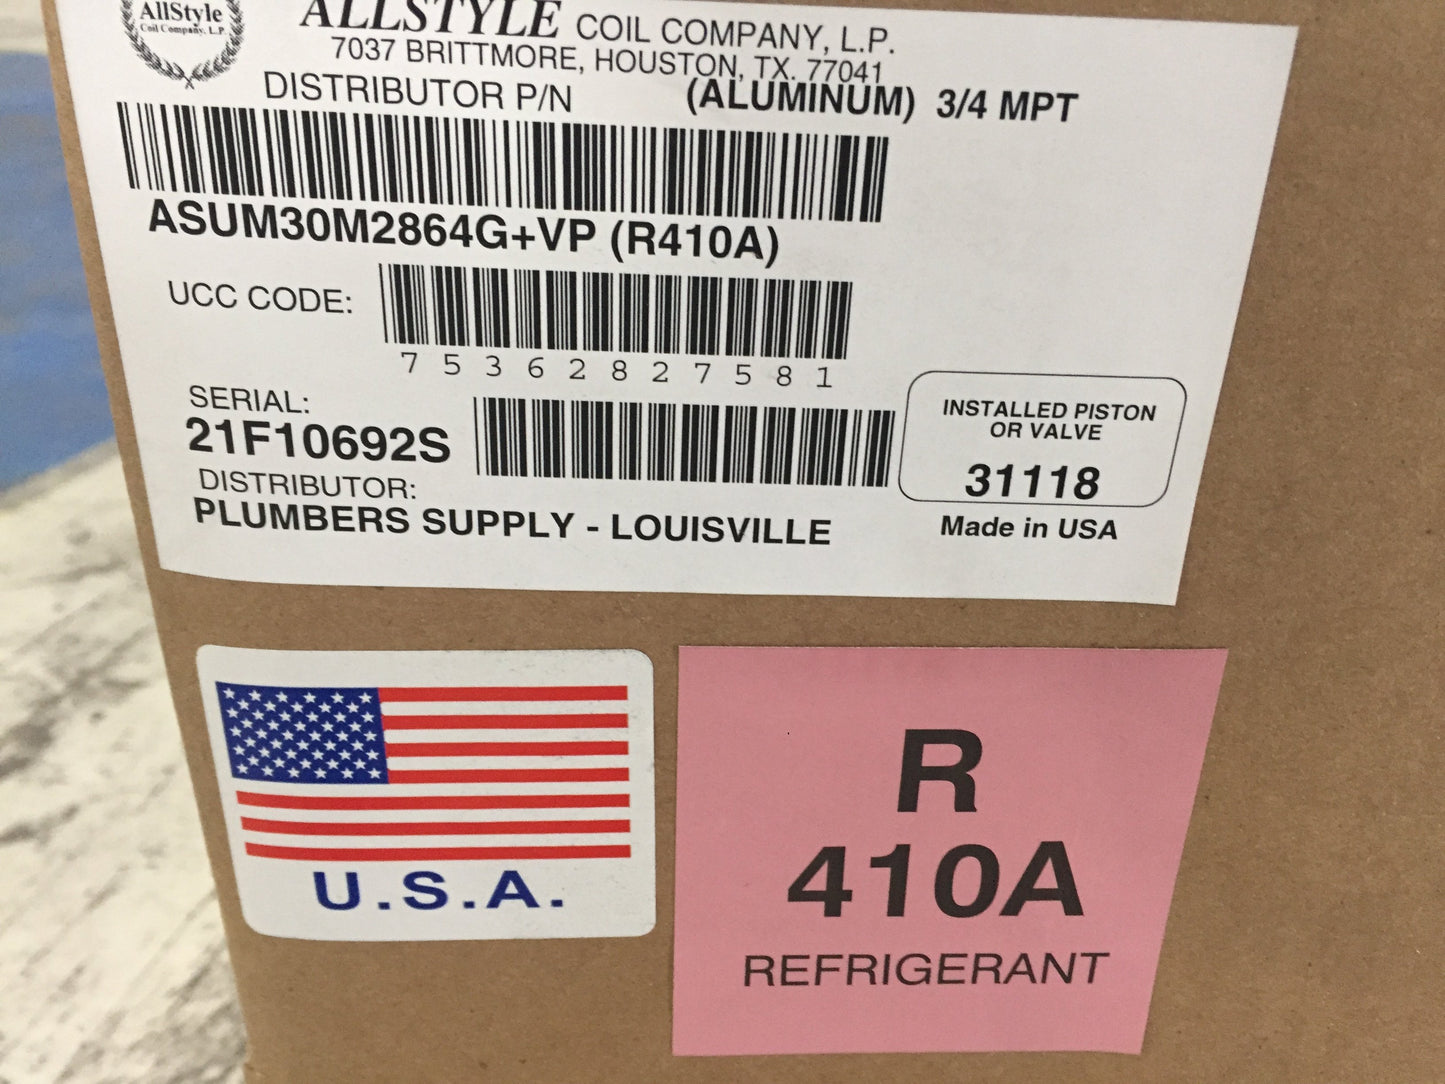 AllStyle
Coil Company, L.P.
ALLSTYLE COIL COMPANY, L.P.
7037 BRITTMORE, HOUSTON, TX. 77041
DISTRIBUTOR P/N (ALUMINUM) 3/4 MPT
ASUM30M2864G+VP (R410A)
UCC CODE:
75362827581
SERIAL:
21F10692S
INSTALLED PISTON
OR VALVE
31118
DISTRIBUTOR:
PLUMBERS SUPPLY - LOUISVILLE
Made in USA
U.S.A.
R
410A
REFRIGERANT